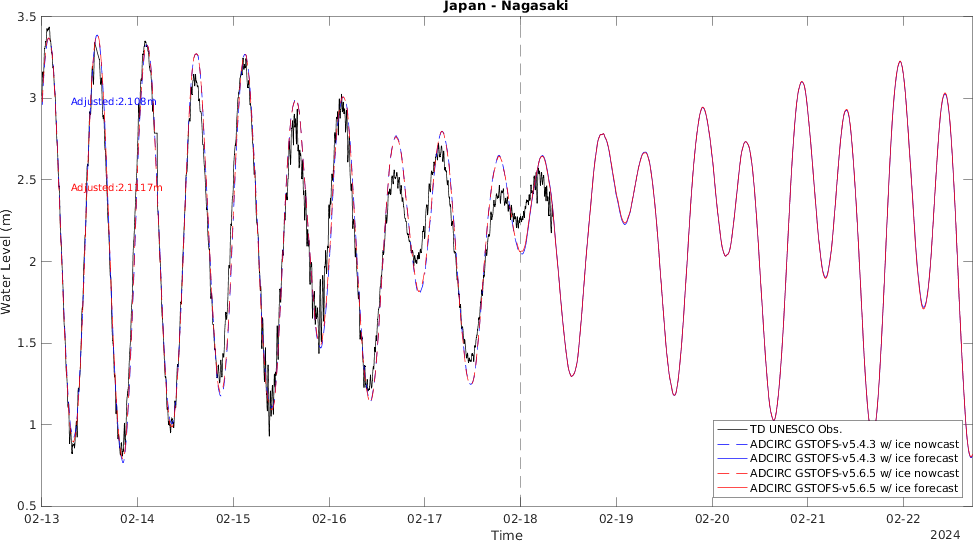 Japan - Nagasaki
3.5
3
2.5
2
1.5
1
0.5
Water Level (m)
Adjusted:2.108m
Adjusted:2.1117m
TD UNESCO Obs.
ADCIRC GSTOFS-v5.4.3 w/ ice nowcast
ADCIRC GSTOFS-v5.4.3 w/ ice forecast
ADCIRC GSTOFS-v5.6.5 w/ ice nowcast
ADCIRC GSTOFS-v5.6.5 w/ ice forecast
02-13 02-14 02-15 02-16 02-17 02-18 02-19 02-20 02-21 02-22
Time
2024